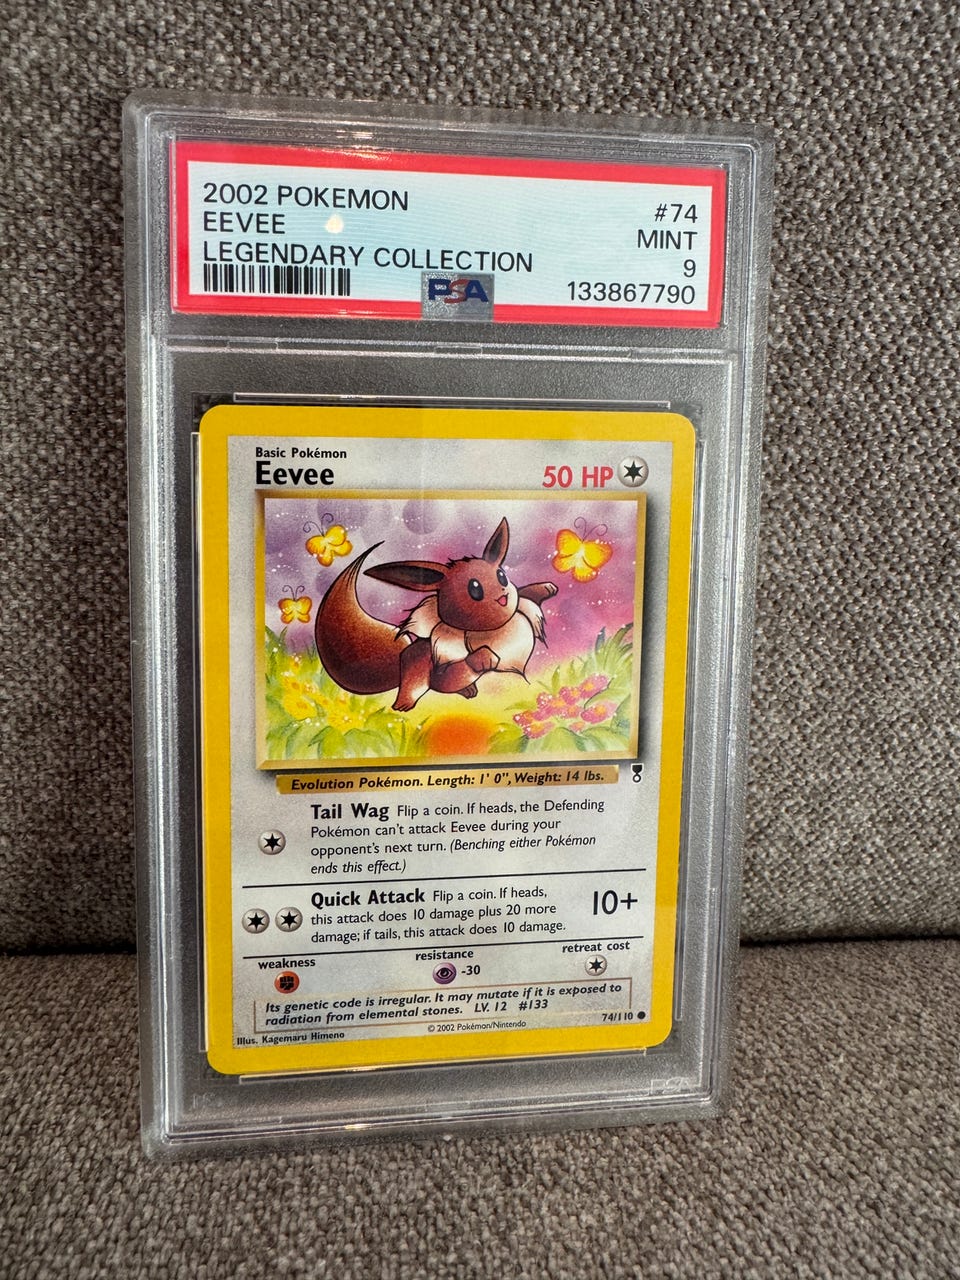 2002 POKEMON #74
EEVEE MINT
LEGENDARY COLLECTION 9
PSA 133867790
Basic Pokémon
Eevee 50 HP
Evolution Pokémon. Length: 1' 0", Weight: 14 lbs.
Tail Wag Flip a coin. If heads, the Defending
Pokémon can't attack Eevee during your
opponent's next turn. (Benching either Pokémon
ends this effect.)
Quick Attack Flip a coin. If heads,
this attack does 10 damage plus 20 more
damage; if tails, this attack does 10 damage.
10+
weakness resistance retreat cost
-30
Its genetic code is irregular. It may mutate if it is exposed to
radiation from elemental stones. LV. 12 #133
Illus. Kagemaru Himeno © 2002 Pokémon/Nintendo 74/110
PSA